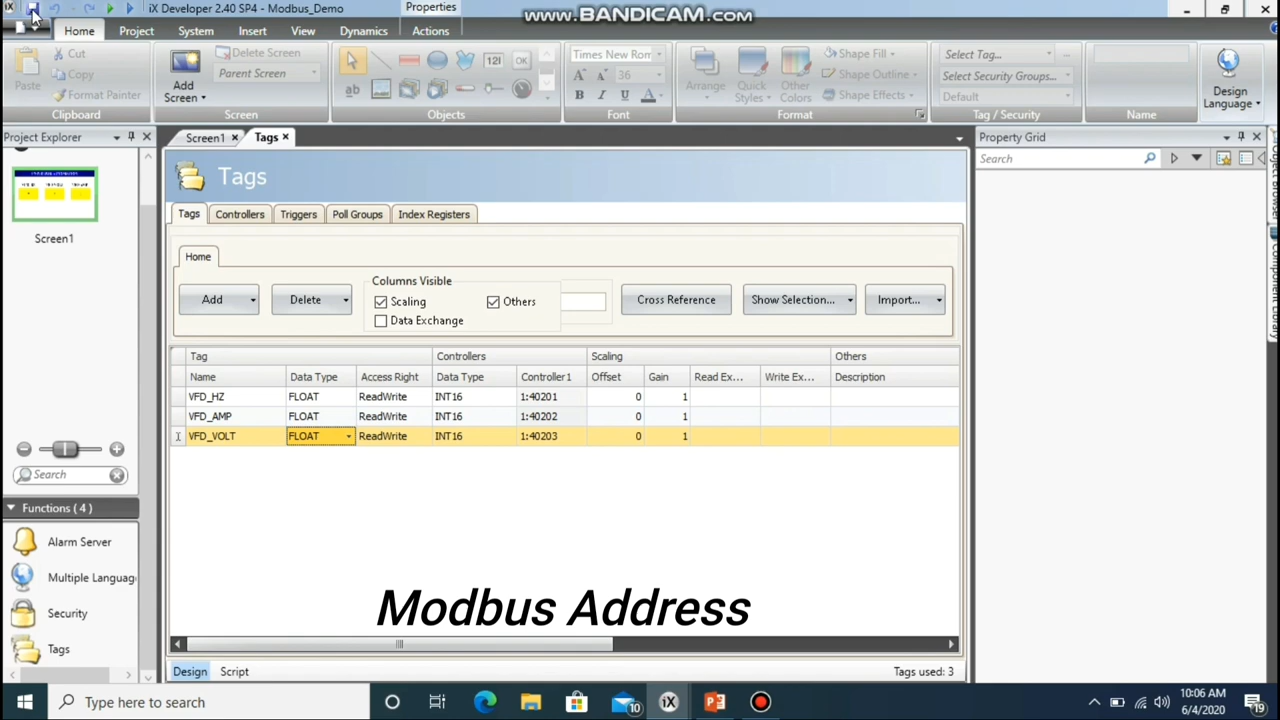 iX Developer 2.40 SP4 - Modbus_Demo
Properties
www.BANDICAM.com
Home Project System Insert View Dynamics Actions
Paste
Cut
Copy
Format Painter
Clipboard
Add Screen
Delete Screen
Parent Screen
Screen
ab 123 OK
Objects
Times New Rom
A A 36
B I U A
Font
Arrange
Quick Styles
Other Colors
Shape Fill
Shape Outline
Shape Effects
Format
Select Tag...
Select Security Groups...
Default
Tag / Security
Name
Design Language
Project Explorer
Screen1
Search
Functions ( 4 )
Alarm Server
Multiple Languag
Security
Tags
Screen1 Tags
Tags
Tags Controllers Triggers Poll Groups Index Registers
Home
Add Delete
Columns Visible
Scaling Others
Data Exchange
Cross Reference Show Selection... Import...
Tag Controllers Scaling Others
Name Data Type Access Right Data Type Controller1 Offset Gain Read Ex... Write Ex... Description
VFD_HZ FLOAT ReadWrite INT16 1:40201 0 1
VFD_AMP FLOAT ReadWrite INT16 1:40202 0 1
VFD_VOLT FLOAT ReadWrite INT16 1:40203 0 1
Modbus Address
Design Script
Tags used: 3
Property Grid
Search
Component Library
Type here to search
10
10:06 AM
6/4/2020
19